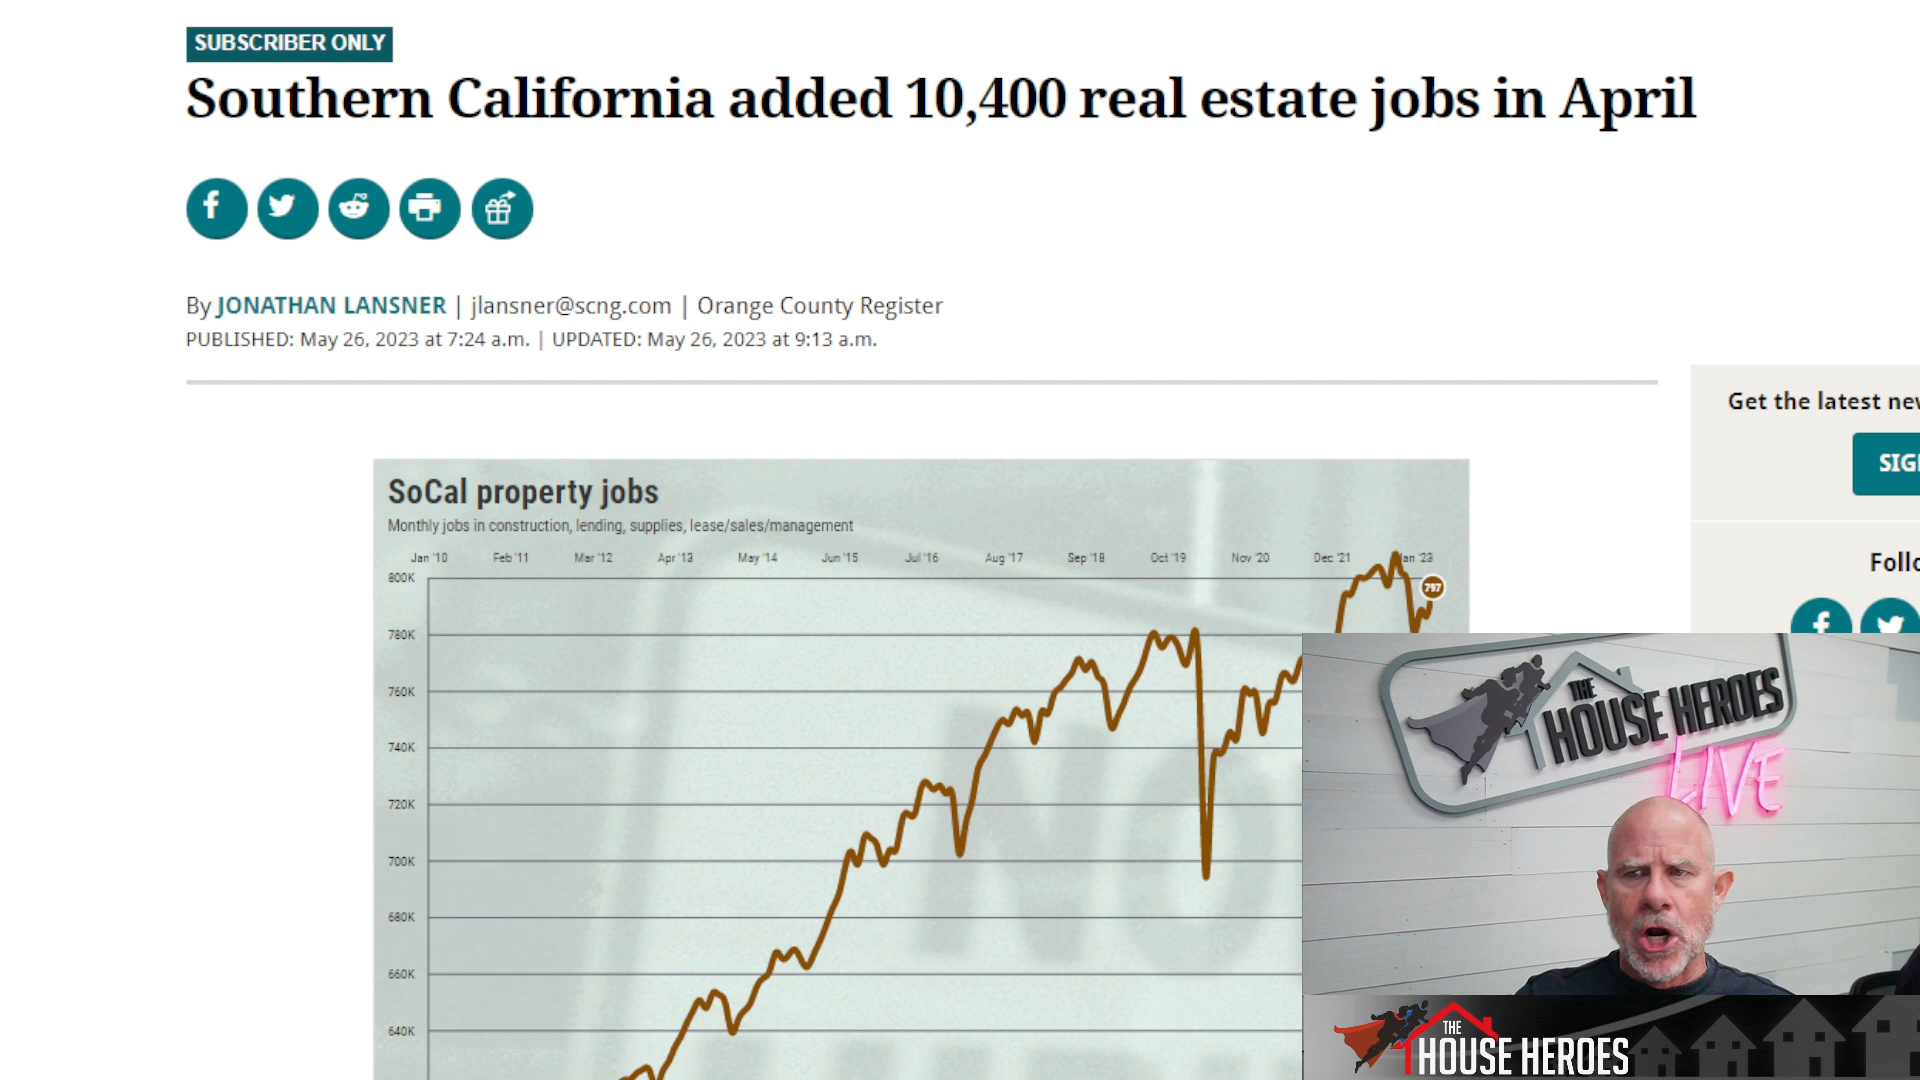 SUBSCRIBER ONLY
Southern California added 10,400 real estate jobs in April
By JONATHAN LANSNER | jlansner@scng.com | Orange County Register
PUBLISHED: May 26, 2023 at 7:24 a.m. | UPDATED: May 26, 2023 at 9:13 a.m.
Get the latest
SoCal property jobs
Monthly jobs in construction, lending, supplies, lease/sales/management
Jan '10 Feb '11 Mar '12 Apr '13 May '14 Jun '15 Jul '16 Aug '17 Sep '18 Oct '19 Nov '20 Dec '21 Jan '23
800K
797
780K
760K
740K
720K
700K
680K
660K
640K
NO
THE
HOUSE HEROES
LIVE
THE
HOUSE HEROES